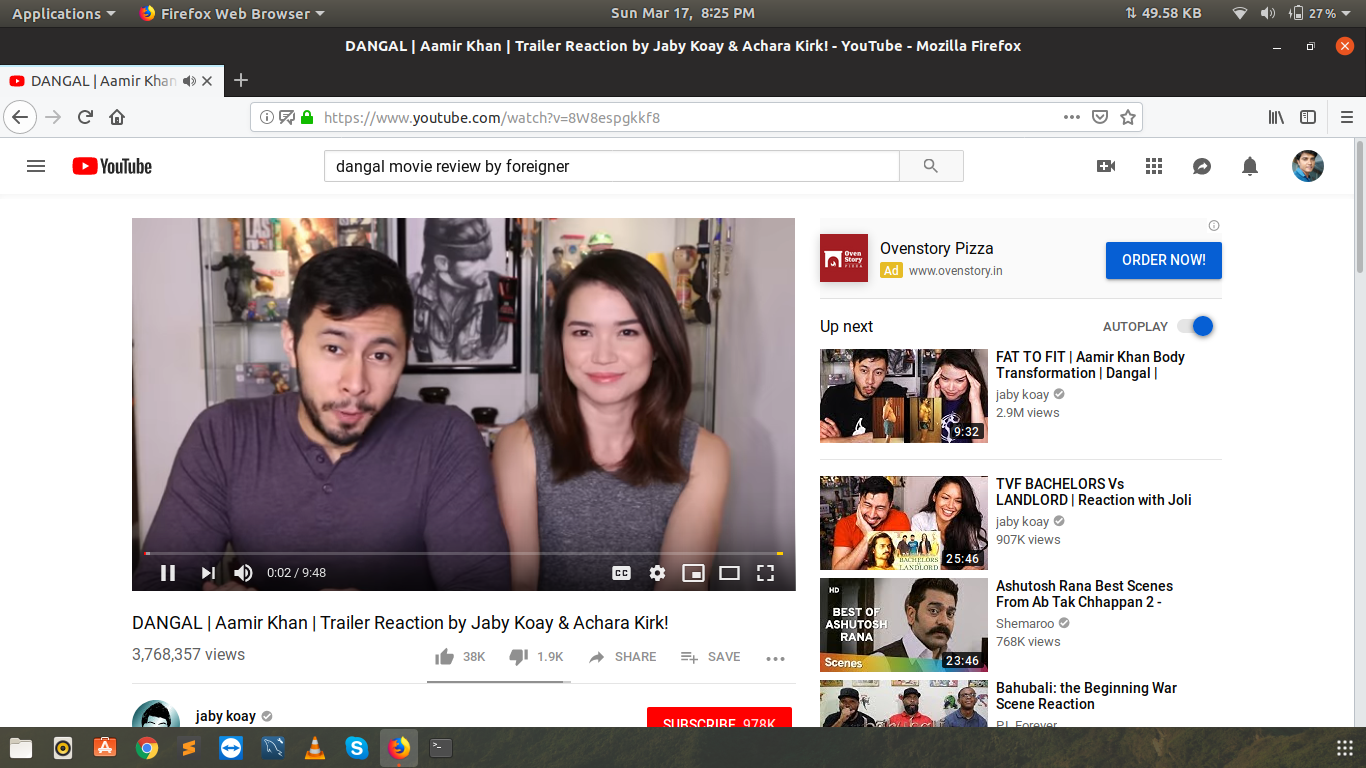 Applications Firefox Web Browser Sun Mar 17, 8:25 PM 49.58 KB 27%
DANGAL | Aamir Khan | Trailer Reaction by Jaby Koay & Achara Kirk! - YouTube - Mozilla Firefox
DANGAL | Aamir Khan
https://www.youtube.com/watch?v=8W8espgkkf8
YouTube
dangal movie review by foreigner
0:02 / 9:48
CC
DANGAL | Aamir Khan | Trailer Reaction by Jaby Koay & Achara Kirk!
3,768,357 views
38K 1.9K SHARE SAVE
jaby koay
SUBSCRIBE 978K
Oven
Story
PIZZA
Ovenstory Pizza
Ad www.ovenstory.in
ORDER NOW!
Up next AUTOPLAY
9:32
FAT TO FIT | Aamir Khan Body
Transformation | Dangal |
jaby koay
2.9M views
BACHELORS
LANDLORD
25:46
TVF BACHELORS Vs
LANDLORD | Reaction with Joli
jaby koay
907K views
HD
BEST OF
ASHUTOSH
RANA
Scenes
23:46
Ashutosh Rana Best Scenes
From Ab Tak Chhappan 2 -
Shemaroo
768K views
Bahubali: the Beginning War
Scene Reaction
P.I. Forever